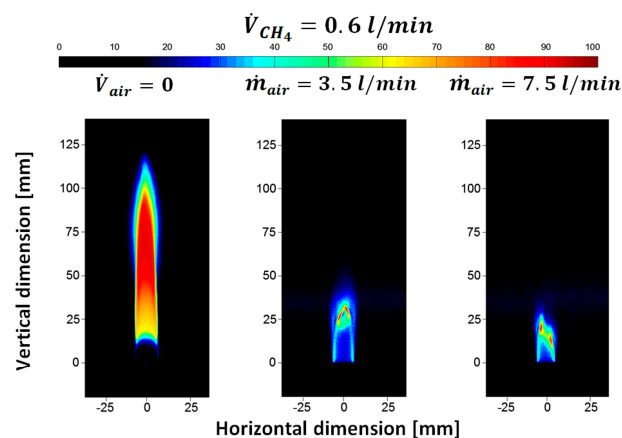 V̇CH₄ = 0.6 l/min
0 10 20 30 40 50 60 70 80 90 100
V̇air = 0 ṁair = 3.5 l/min ṁair = 7.5 l/min
Vertical dimension [mm]
125 125 125
100 100 100
75 75 75
50 50 50
25 25 25
0 0 0
-25 0 25 -25 0 25 -25 0 25
Horizontal dimension [mm]